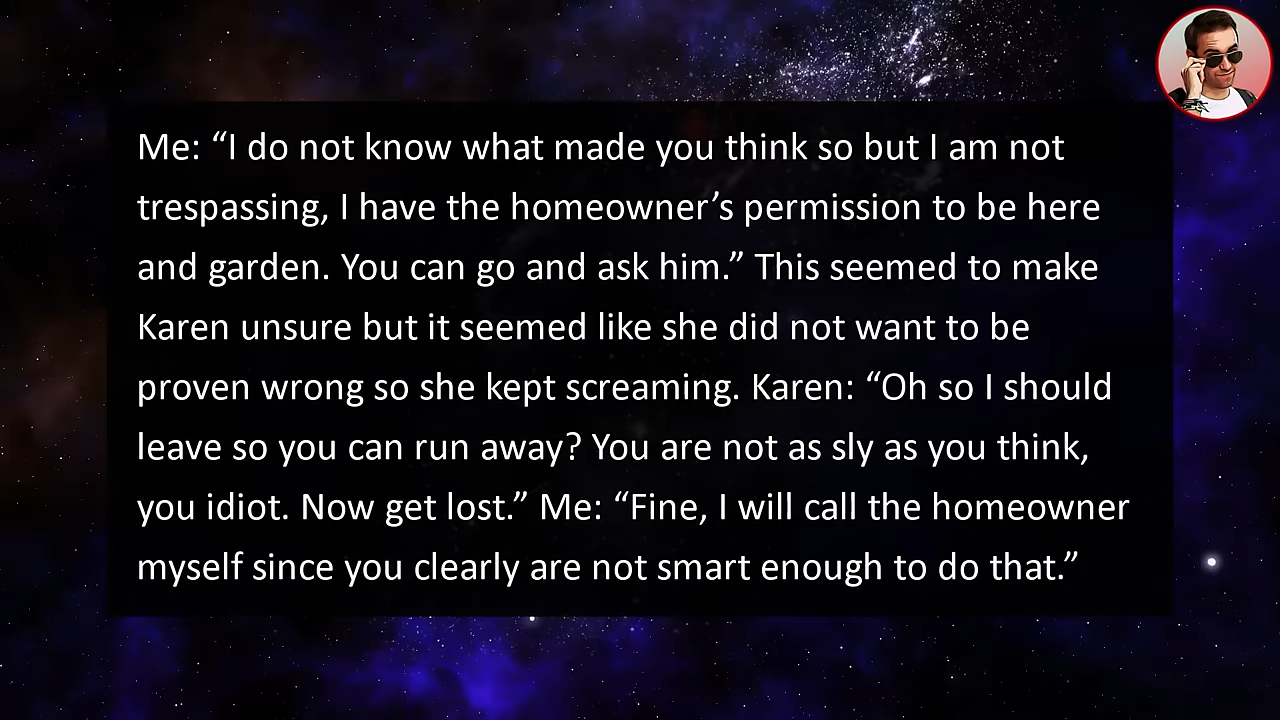 Me: “I do not know what made you think so but I am not
trespassing, I have the homeowner’s permission to be here
and garden. You can go and ask him.” This seemed to make
Karen unsure but it seemed like she did not want to be
proven wrong so she kept screaming. Karen: “Oh so I should
leave so you can run away? You are not as sly as you think,
you idiot. Now get lost.” Me: “Fine, I will call the homeowner
myself since you clearly are not smart enough to do that.”